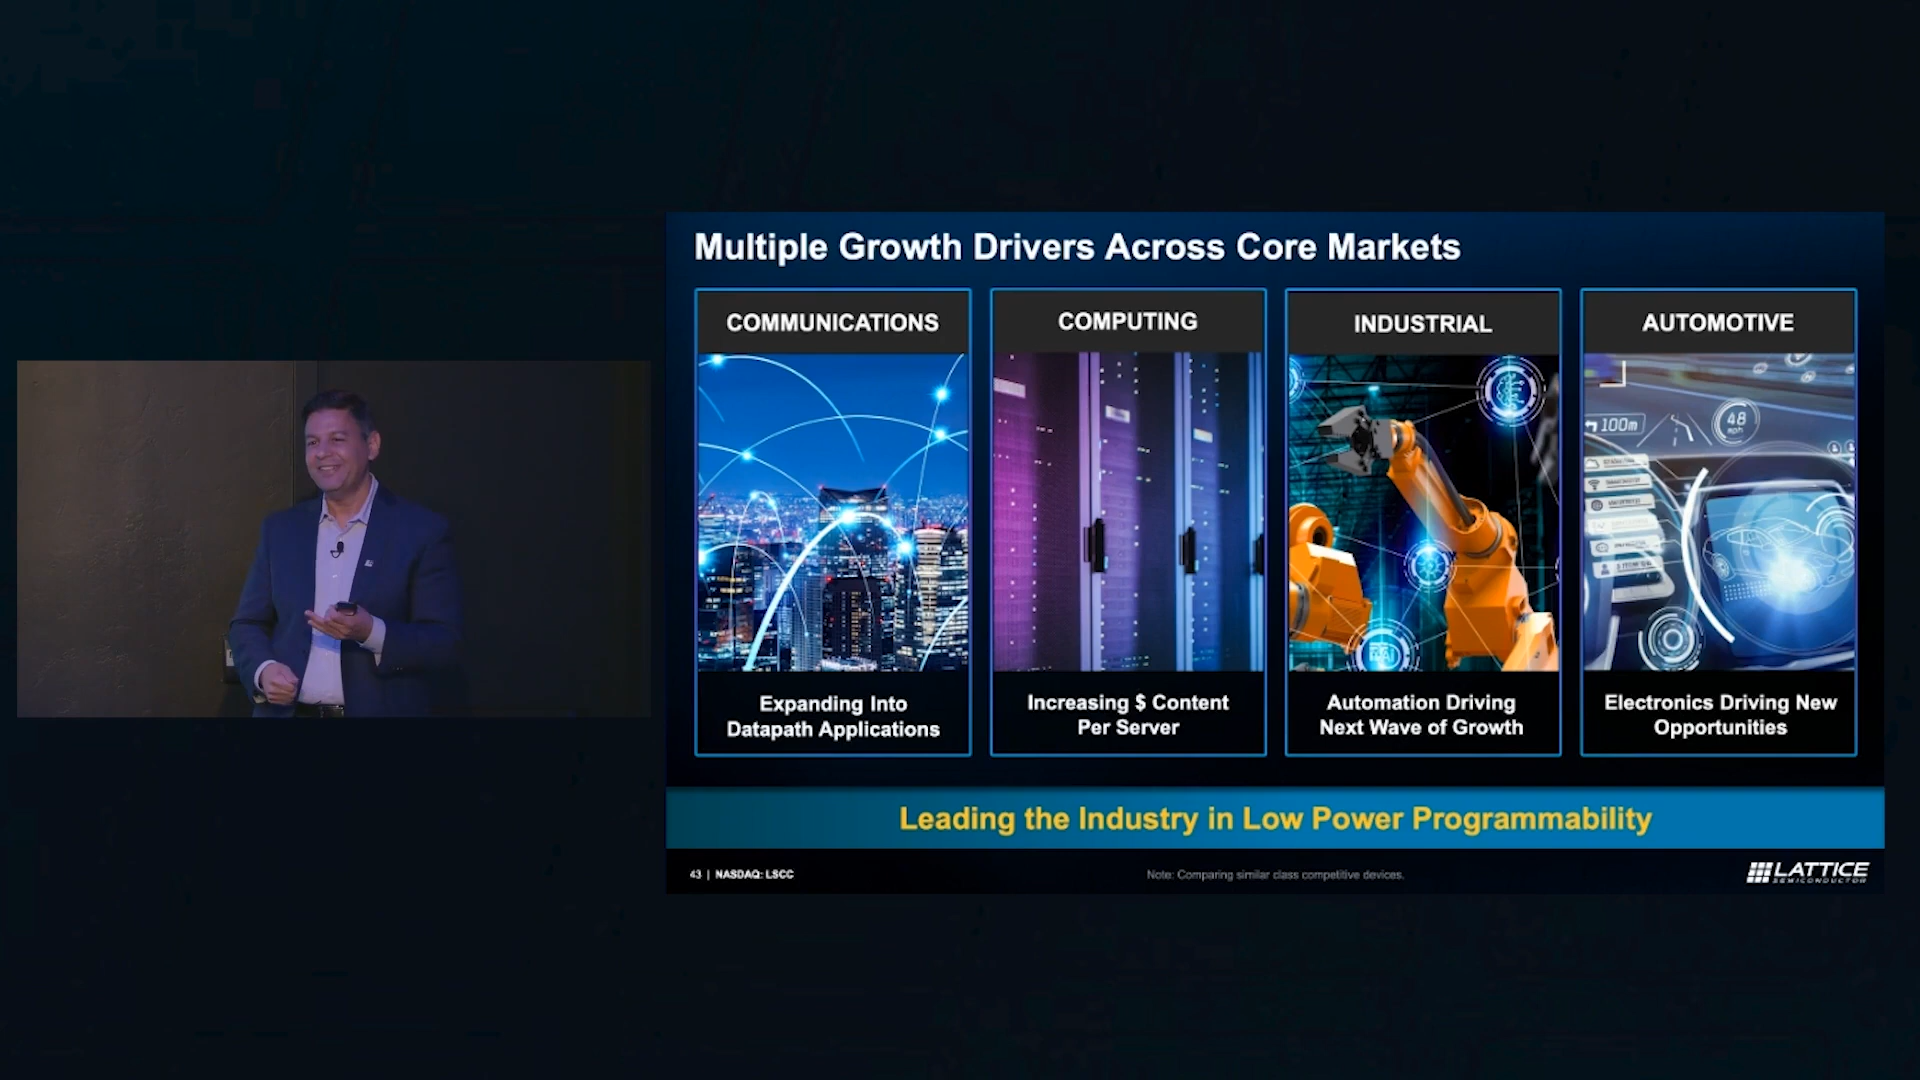 Multiple Growth Drivers Across Core Markets
COMMUNICATIONS
Expanding Into
Datapath Applications
COMPUTING
Increasing $ Content
Per Server
INDUSTRIAL
Automation Driving
Next Wave of Growth
AUTOMOTIVE
100m
48
mph
Electronics Driving New
Opportunities
Leading the Industry in Low Power Programmability
43 | NASDAQ: LSCC
Note: Comparing similar class competitive devices.
LATTICE
SEMICONDUCTOR